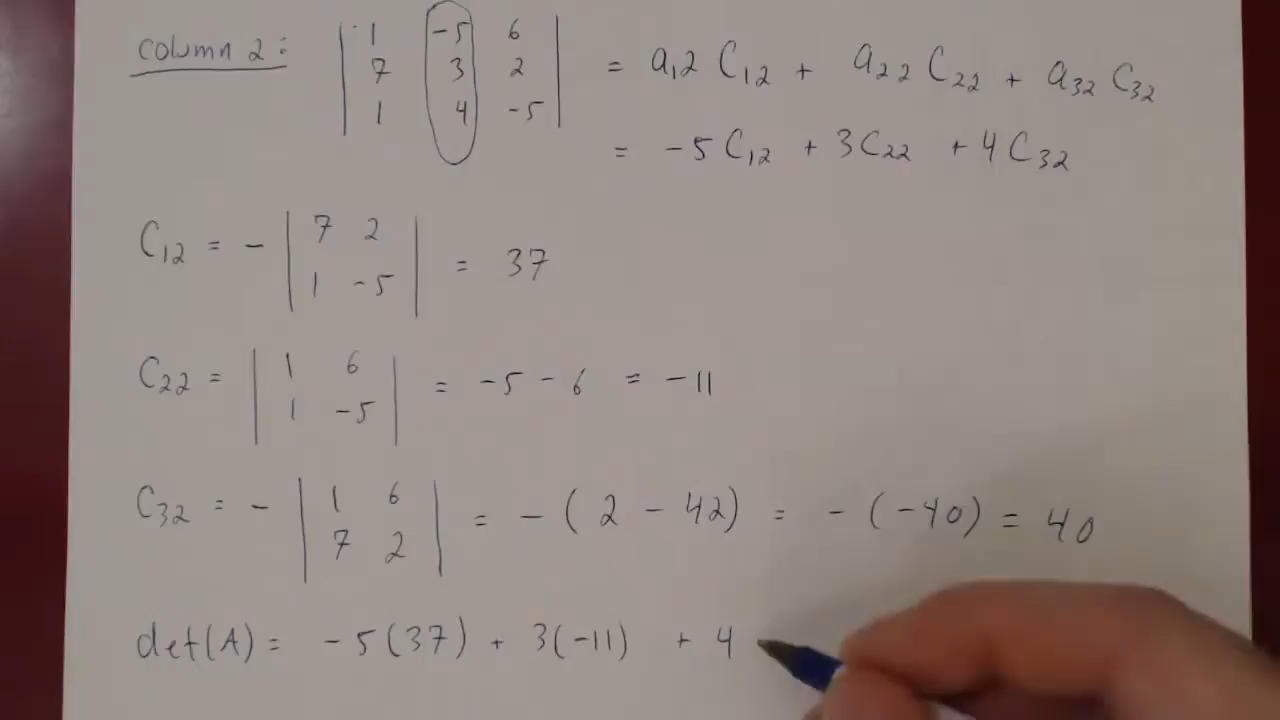 column 2: | 1 -5 6 | = a12 C12 + a22 C22 + a32 C32
| 7 3 2 |
| 1 4 -5 |
= -5 C12 + 3 C22 + 4 C32
C12 = - | 7 2 | = 37
| 1 -5 |
C22 = | 1 6 | = -5 - 6 = -11
| 1 -5 |
C32 = - | 1 6 | = - (2 - 42) = - (-40) = 40
| 7 2 |
det(A) = -5(37) + 3(-11) + 4